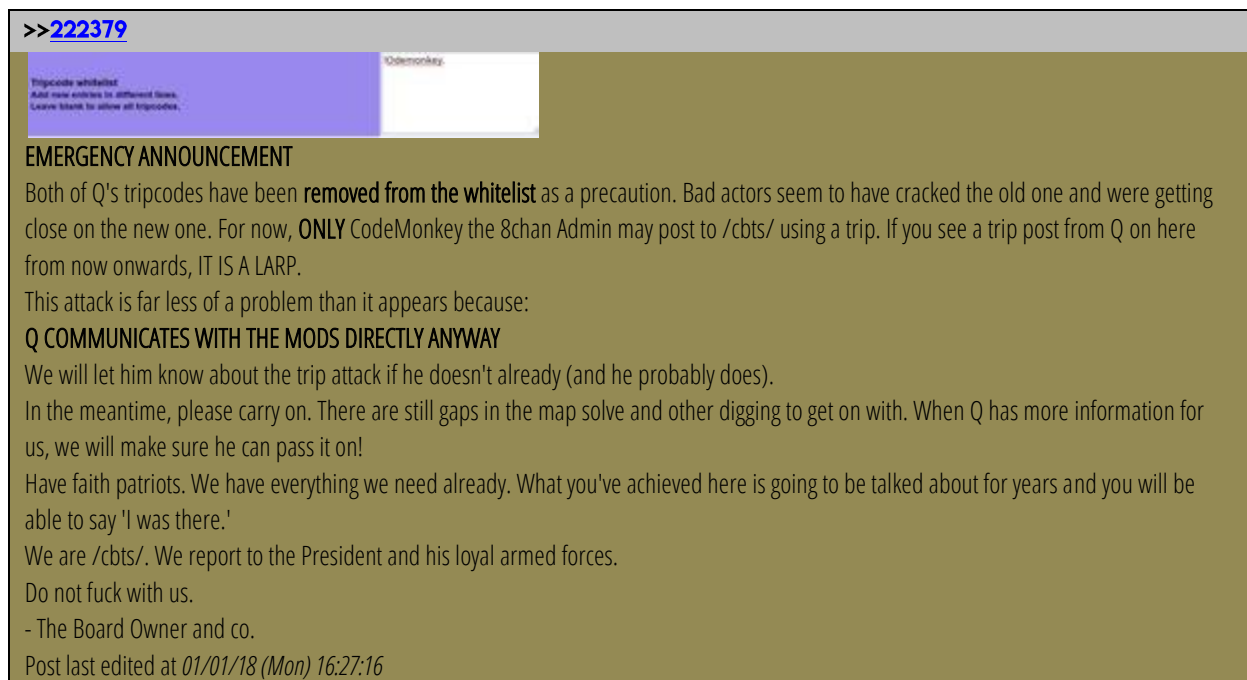 >>222379
Tripcode whitelist
Add new entries in different lines.
Leave blank to allow all tripcodes.
!Odemonkey.
EMERGENCY ANNOUNCEMENT
Both of Q's tripcodes have been removed from the whitelist as a precaution. Bad actors seem to have cracked the old one and were getting
close on the new one. For now, ONLY CodeMonkey the 8chan Admin may post to /cbts/ using a trip. If you see a trip post from Q on here
from now onwards, IT IS A LARP.
This attack is far less of a problem than it appears because:
Q COMMUNICATES WITH THE MODS DIRECTLY ANYWAY
We will let him know about the trip attack if he doesn't already (and he probably does).
In the meantime, please carry on. There are still gaps in the map solve and other digging to get on with. When Q has more information for
us, we will make sure he can pass it on!
Have faith patriots. We have everything we need already. What you've achieved here is going to be talked about for years and you will be
able to say 'I was there.'
We are /cbts/. We report to the President and his loyal armed forces.
Do not fuck with us.
- The Board Owner and co.
Post last edited at 01/01/18 (Mon) 16:27:16